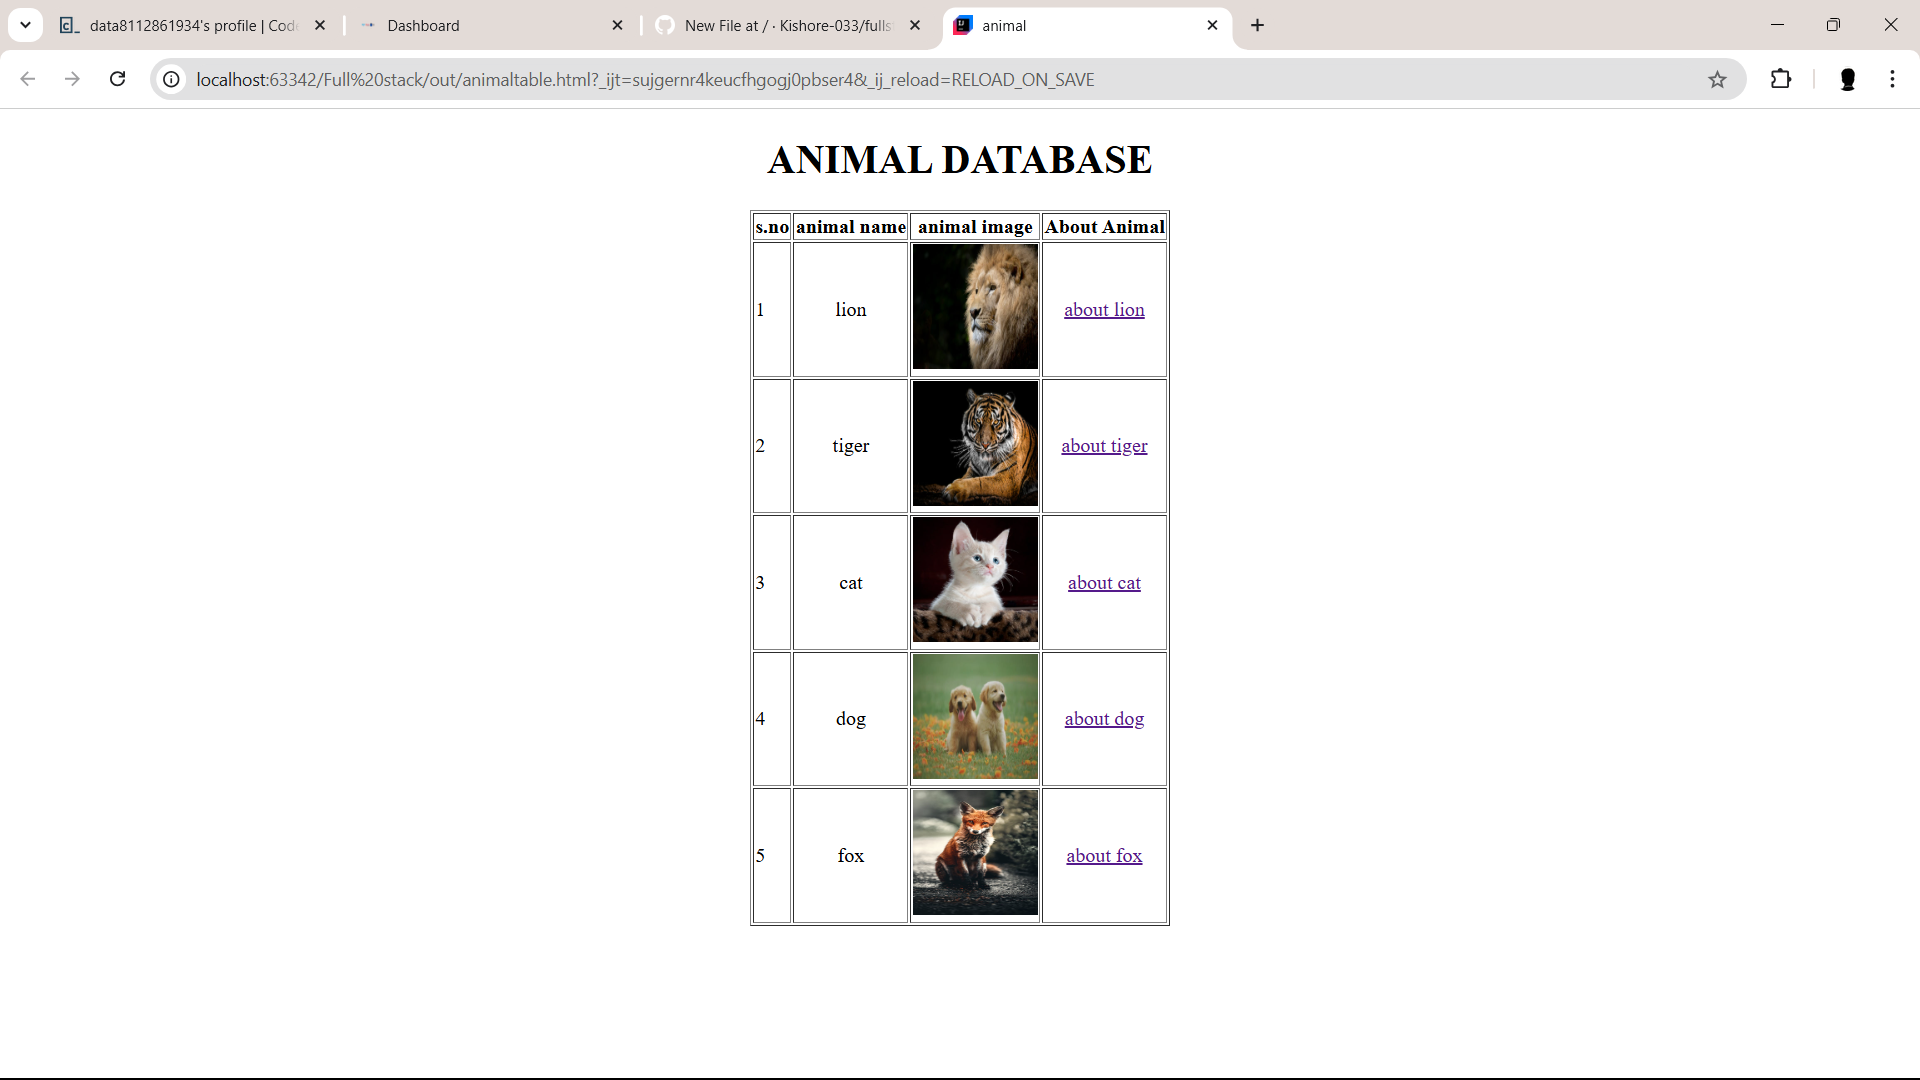 data8112861934's profile | Code
Dashboard
New File at / · Kishore-033/fulls
animal
localhost:63342/Full%20stack/out/animaltable.html?_ijt=sujgernr4keucfhgogj0pbser4&_ij_reload=RELOAD_ON_SAVE
ANIMAL DATABASE
s.no animal name animal image About Animal
1 lion about lion
2 tiger about tiger
3 cat about cat
4 dog about dog
5 fox about fox